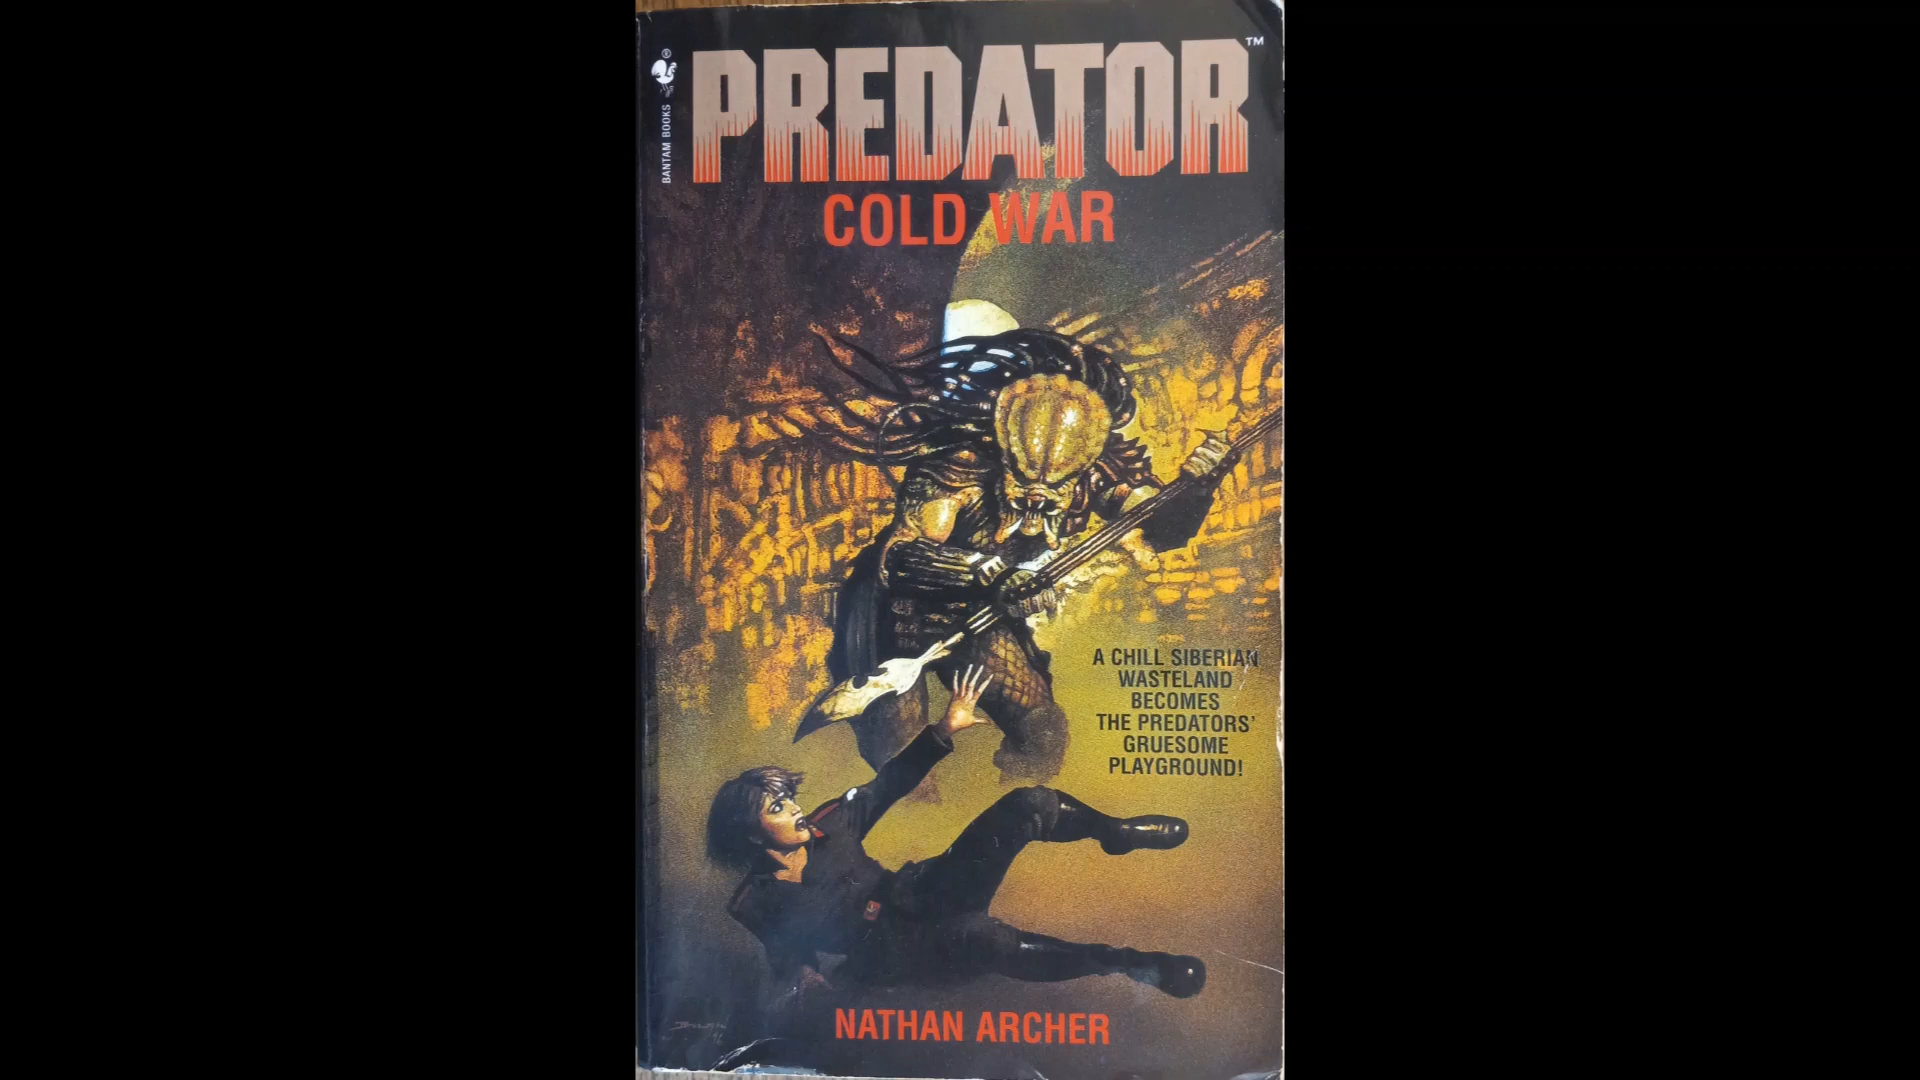 BANTAM BOOKS
®
PREDATOR™
COLD WAR
A CHILL SIBERIAN
WASTELAND
BECOMES
THE PREDATORS'
GRUESOME
PLAYGROUND!
NATHAN ARCHER